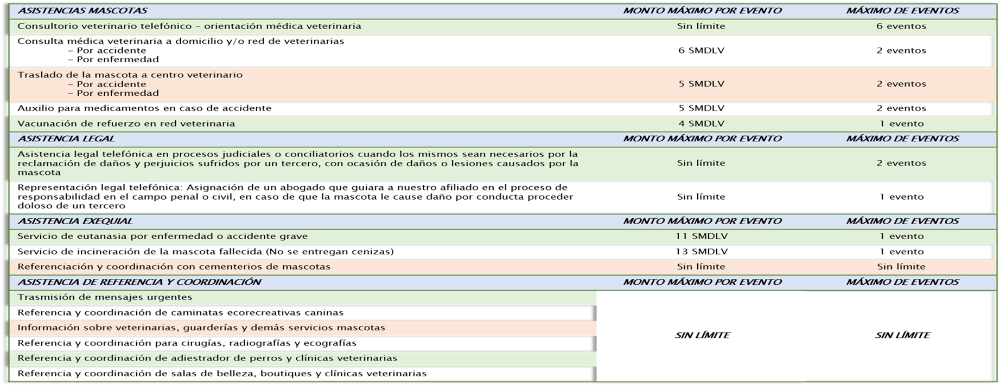 ASISTENCIAS MASCOTAS MONTO MÁXIMO POR EVENTO MÁXIMO DE EVENTOS
Consultorio veterinario telefónico – orientación médica veterinaria Sin límite 6 eventos
Consulta médica veterinaria a domicilio y/o red de veterinarias
– Por accidente 6 SMDLV 2 eventos
– Por enfermedad
Traslado de la mascota a centro veterinario
– Por accidente 5 SMDLV 2 eventos
– Por enfermedad
Auxilio para medicamentos en caso de accidente 5 SMDLV 2 eventos
Vacunación de refuerzo en red veterinaria 4 SMDLV 1 evento
ASISTENCIA LEGAL MONTO MÁXIMO POR EVENTO MÁXIMO DE EVENTOS
Asistencia legal telefónica en procesos judiciales o conciliatorios cuando los mismos sean necesarios por la
reclamación de daños y perjuicios sufridos por un tercero, con ocasión de daños o lesiones causados por la Sin límite 2 eventos
mascota
Representación legal telefónica: Asignación de un abogado que guiara a nuestro afiliado en el proceso de
responsabilidad en el campo penal o civil, en caso de que la mascota le cause daño por conducta proceder Sin límite 1 evento
doloso de un tercero
ASISTENCIA EXEQUIAL MONTO MÁXIMO POR EVENTO MÁXIMO DE EVENTOS
Servicio de eutanasia por enfermedad o accidente grave 11 SMDLV 1 evento
Servicio de incineración de la mascota fallecida (No se entregan cenizas) 13 SMDLV 1 evento
Referenciación y coordinación con cementerios de mascotas Sin límite Sin límite
ASISTENCIA DE REFERENCIA Y COORDINACIÓN MONTO MÁXIMO POR EVENTO MÁXIMO DE EVENTOS
Trasmisión de mensajes urgentes
Referencia y coordinación de caminatas ecorecreativas caninas
Información sobre veterinarias, guarderías y demás servicios mascotas
SIN LÍMITE SIN LÍMITE
Referencia y coordinación para cirugías, radiografías y ecografías
Referencia y coordinación de adiestrador de perros y clínicas veterinarias
Referencia y coordinación de salas de belleza, boutiques y clínicas veterinarias